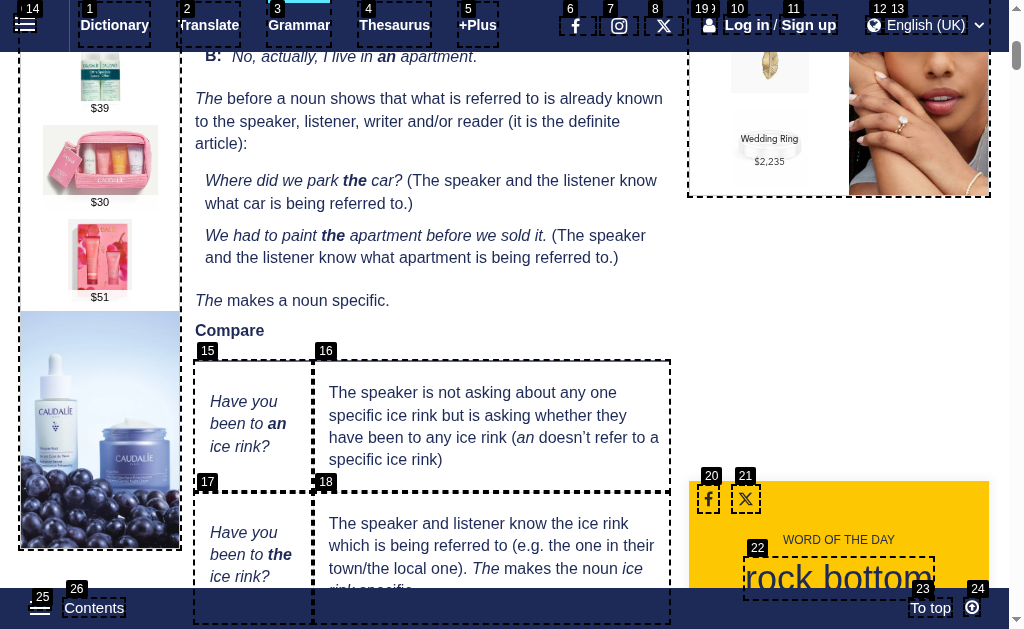 Dictionary
Translate
Grammar
Thesaurus
+Plus
Log in / Sign up
English (UK)
14
1
2
3
4
5
6
7
8
19
10
11
12
13
B: No, actually, I live in an apartment.
The before a noun shows that what is referred to is already known
to the speaker, listener, writer and/or reader (it is the definite
article):
Where did we park the car? (The speaker and the listener know
what car is being referred to.)
We had to paint the apartment before we sold it. (The speaker
and the listener know what apartment is being referred to.)
The makes a noun specific.
Compare
15
16
Have you
been to an
ice rink?
The speaker is not asking about any one
specific ice rink but is asking whether they
have been to any ice rink (an doesn’t refer to a
specific ice rink)
17
18
Have you
been to the
ice rink?
The speaker and listener know the ice rink
which is being referred to (e.g. the one in their
town/the local one). The makes the noun ice
rink specific.
$39
$30
$51
CAUDALIE
CAUDALIE
Wedding Ring
$2,235
20
21
WORD OF THE DAY
22
rock bottom
25
26
Contents
23
24
To top